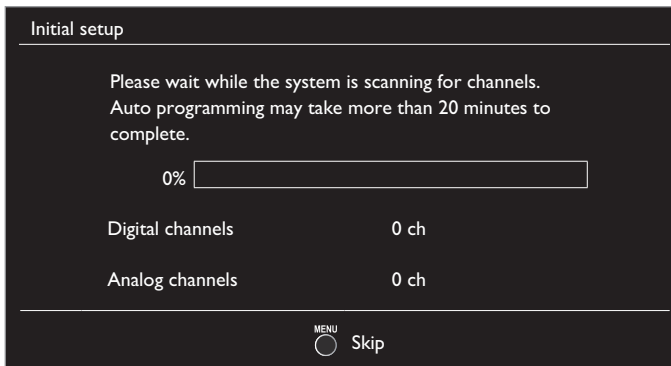 Initial setup
Please wait while the system is scanning for channels.
Auto programming may take more than 20 minutes to
complete.
0%
Digital channels 0 ch
Analog channels 0 ch
MENU
Skip